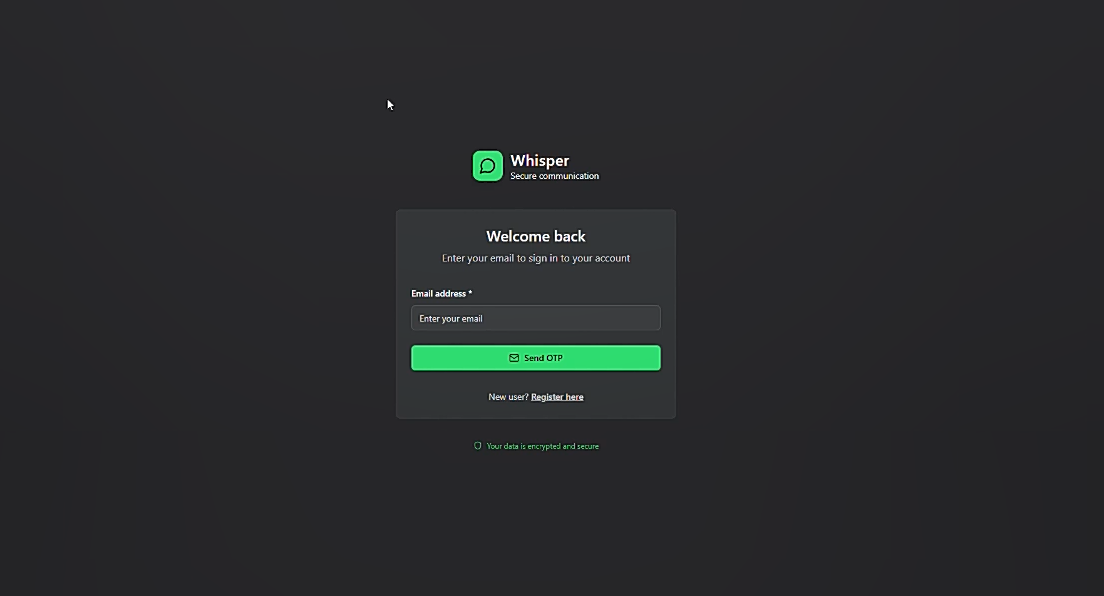 Whisper
Secure communication
Welcome back
Enter your email to sign in to your account
Email address *
Enter your email
Send OTP
New user? Register here
Your data is encrypted and secure